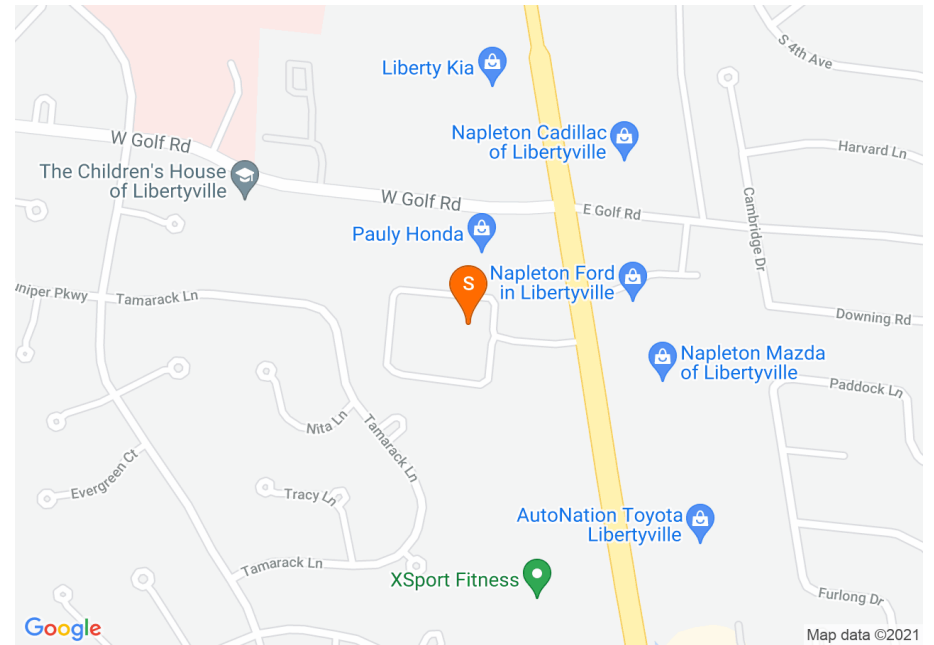 S 4th Ave
Liberty Kia
Napleton Cadillac
of Libertyville
W Golf Rd
Harvard Ln
The Children's House
of Libertyville
W Golf Rd
E Golf Rd
Cambridge Dr
Pauly Honda
S
Napleton Ford
in Libertyville
uniper Pkwy
Tamarack Ln
Downing Rd
Napleton Mazda
of Libertyville
Paddock Ln
Nita Ln
Tamarack Ln
Evergreen Ct
Tracy Ln
AutoNation Toyota
Libertyville
Tamarack Ln
XSport Fitness
Furlong Dr
Google
Map data ©2021